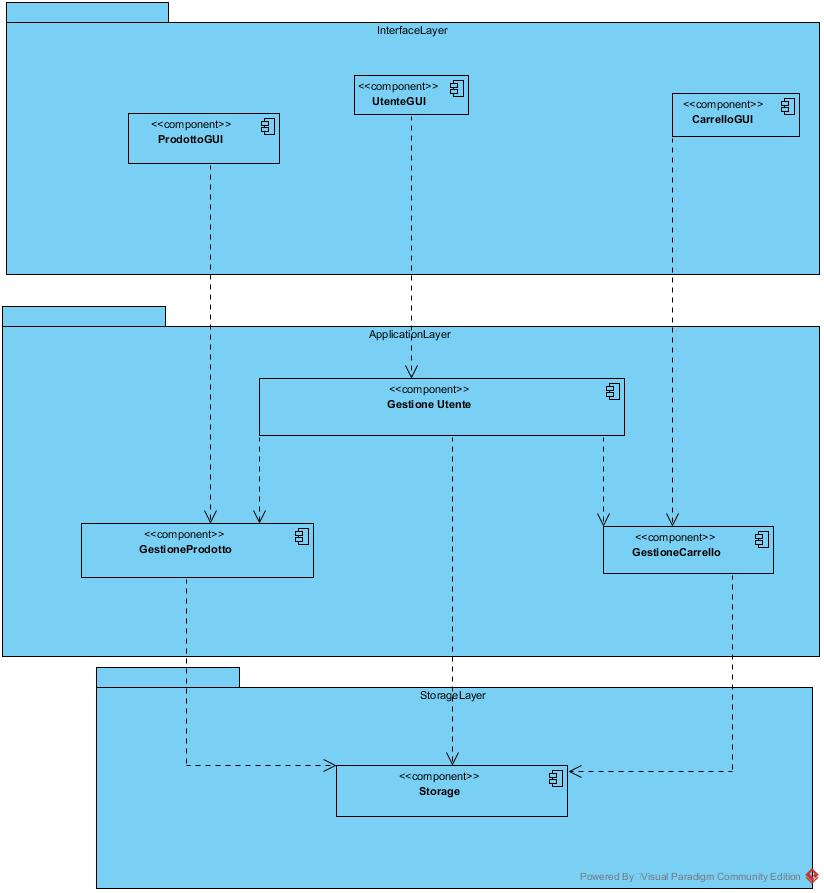 InterfaceLayer
<<component>>
UtenteGUI
<<component>>
CarrelloGUI
<<component>>
ProdottoGUI
ApplicationLayer
<<component>>
Gestione Utente
<<component>>
GestioneProdotto
<<component>>
GestioneCarrello
StorageLayer
<<component>>
Storage
Powered By Visual Paradigm Community Edition